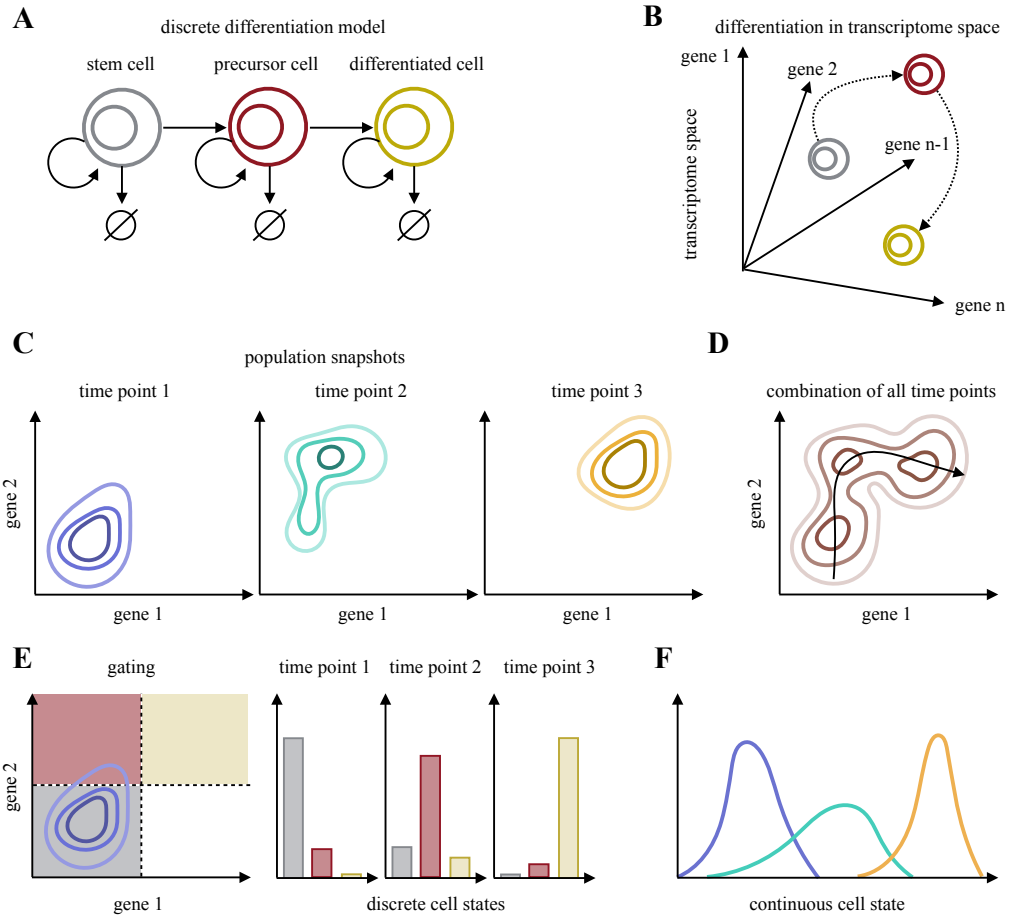 A
discrete differentiation model
stem cell
precursor cell
differentiated cell
B
differentiation in transcriptome space
gene 1
gene 2
gene n-1
transcriptome space
gene n
C
population snapshots
time point 1
time point 2
time point 3
gene 2
gene 1
gene 1
gene 1
D
combination of all time points
gene 2
gene 1
E
gating
time point 1
time point 2
time point 3
gene 2
gene 1
discrete cell states
F
continuous cell state